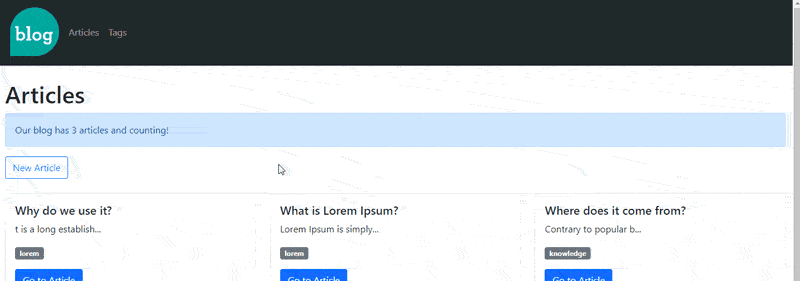 blog
Articles Tags
Articles
Our blog has 3 articles and counting!
New Article
Why do we use it?
t is a long establish...
lorem
Go to Article
What is Lorem Ipsum?
Lorem Ipsum is simply...
lorem
Go to Article
Where does it come from?
Contrary to popular b...
knowledge
Go to Article